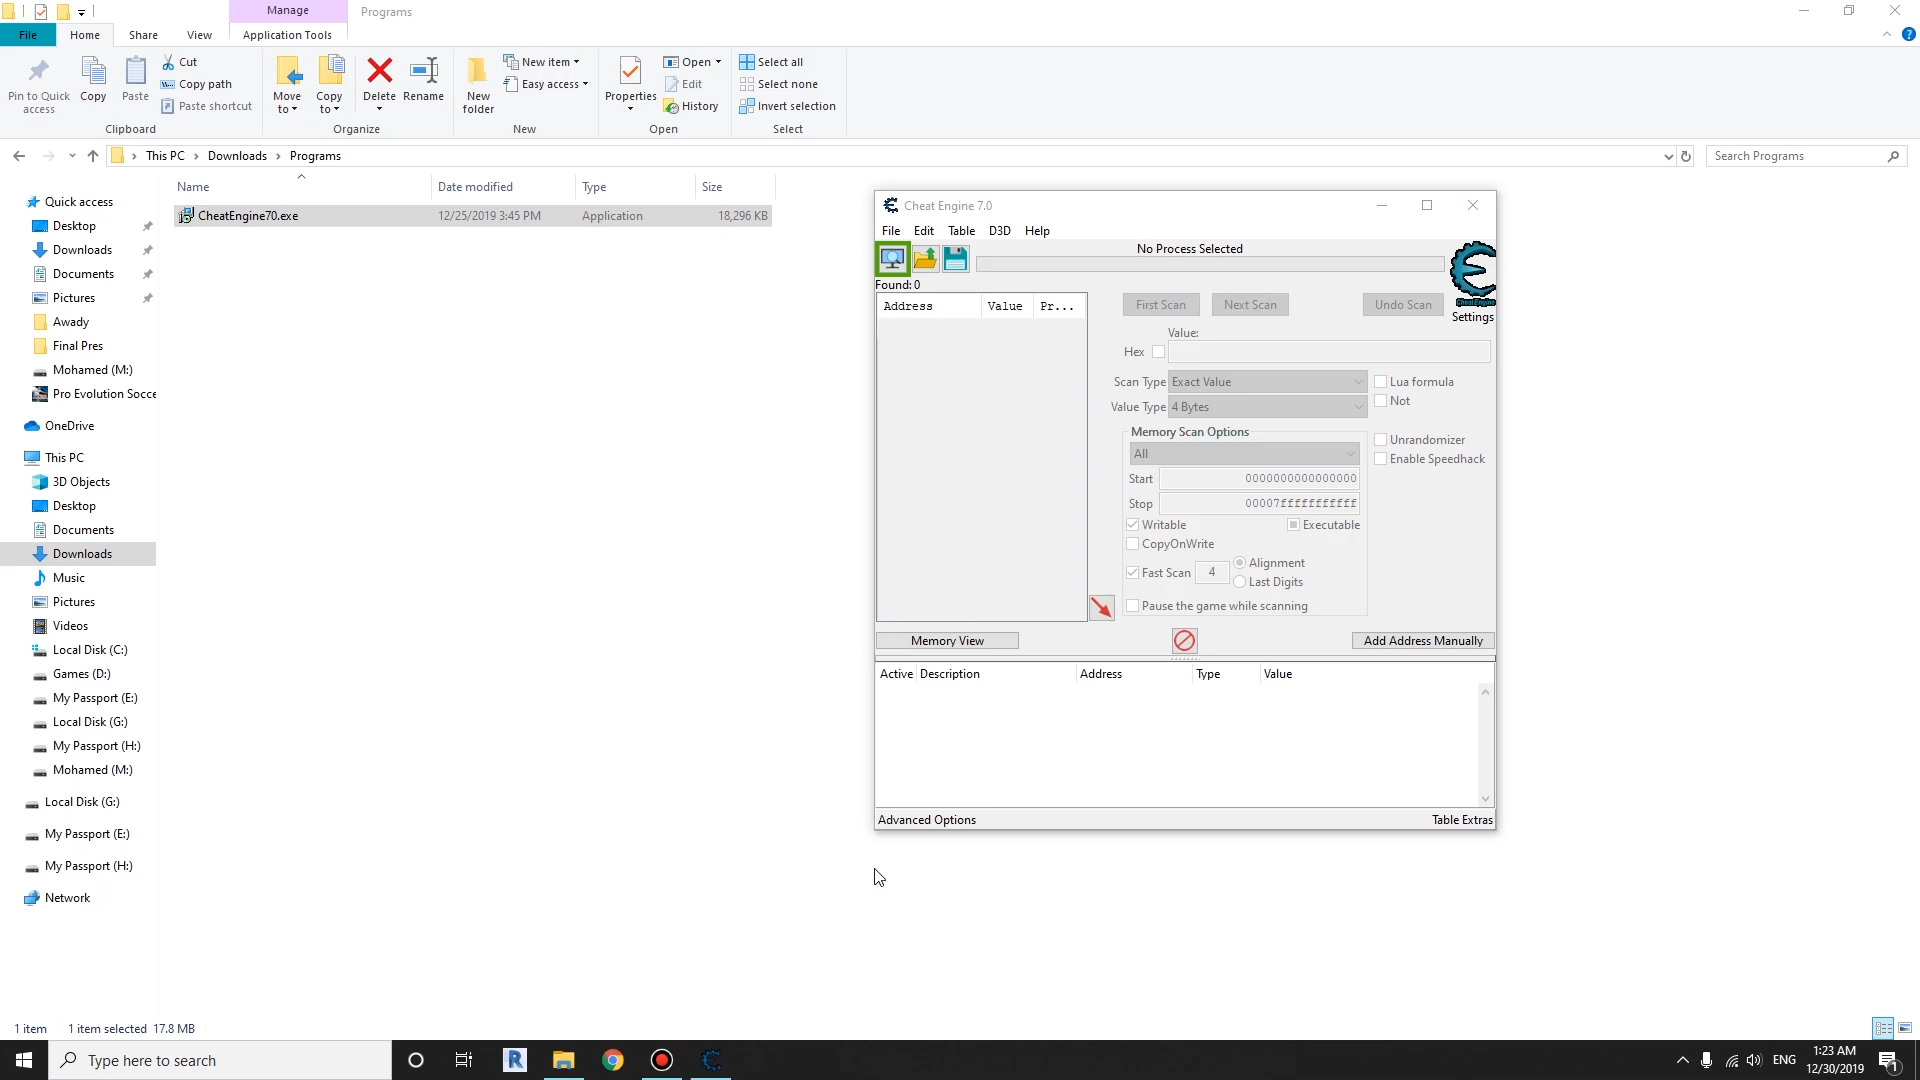 Manage
Programs
File
Home
Share
View
Application Tools
Pin to Quick
access
Copy
Paste
Cut
Copy path
Paste shortcut
Clipboard
Move
to
Copy
to
Delete
Rename
Organize
New
folder
New item
Easy access
New
Properties
Open
Edit
History
Open
Select all
Select none
Invert selection
Select
This PC
Downloads
Programs
Search Programs
Quick access
Desktop
Downloads
Documents
Pictures
Awady
Final Pres
Mohamed (M:)
Pro Evolution Socce
OneDrive
This PC
3D Objects
Desktop
Documents
Downloads
Music
Pictures
Videos
Local Disk (C:)
Games (D:)
My Passport (E:)
Local Disk (G:)
My Passport (H:)
Mohamed (M:)
Local Disk (G:)
My Passport (E:)
My Passport (H:)
Network
Name
Date modified
Type
Size
CheatEngine70.exe
12/25/2019 3:45 PM
Application
18,296 KB
Cheat Engine 7.0
File
Edit
Table
D3D
Help
No Process Selected
Cheat Engine
Settings
Found: 0
Address
Value
Pr...
First Scan
Next Scan
Undo Scan
Value:
Hex
Scan Type
Exact Value
Lua formula
Value Type
4 Bytes
Not
Memory Scan Options
All
Unrandomizer
Enable Speedhack
Start
0000000000000000
Stop
00007fffffffffff
Writable
Executable
CopyOnWrite
Fast Scan
4
Alignment
Last Digits
Pause the game while scanning
Memory View
Add Address Manually
Active
Description
Address
Type
Value
Advanced Options
Table Extras
1 item
1 item selected
17.8 MB
Type here to search
R
ENG
1:23 AM
12/30/2019
1